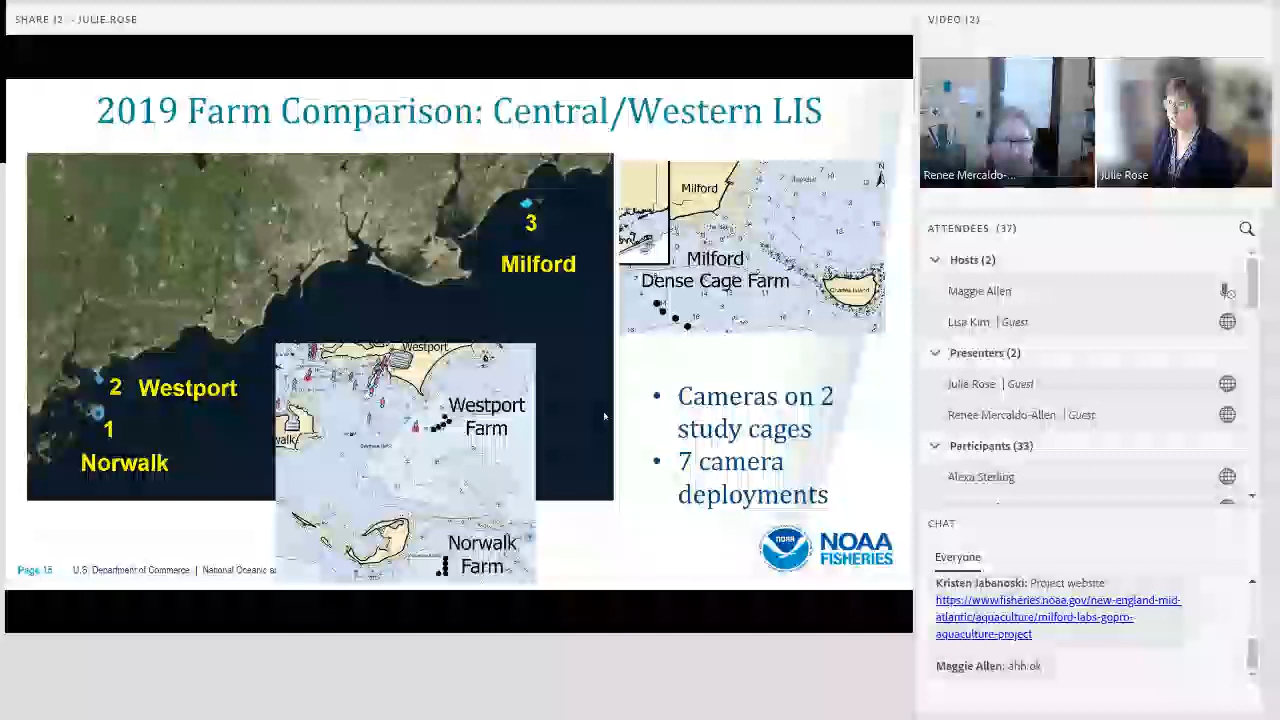 SHARE (2) - JULIE ROSE
2019 Farm Comparison: Central/Western LIS
3
Milford
2 Westport
1
Norwalk
Milford
N
Milford
Dense Cage Farm
Charles Island
Westport
walk
Westport
Farm
Norwalk
Farm
• Cameras on 2
study cages
• 7 camera
deployments
NOAA
NOAA
FISHERIES
Page 15
U.S. Department of Commerce | National Oceanic
VIDEO (2)
Renee Mercaldo-...
Julie Rose
ATTENDEES (37)
Hosts (2)
Maggie Allen
Lisa Kim | Guest
Presenters (2)
Julie Rose | Guest
Renee Mercaldo-Allen | Guest
Participants (33)
Alexa Sterling
CHAT
Everyone
Kristen Jabanoski: Project website
https://www.fisheries.noaa.gov/new-england-mid-
atlantic/aquaculture/milford-labs-gopro-
aquaculture-project
Maggie Allen: ahh ok